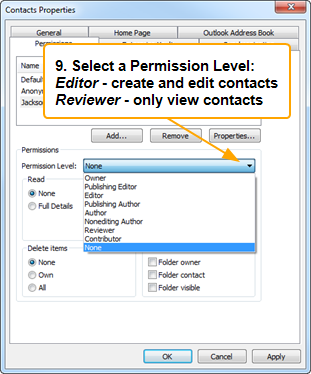 Contacts Properties
General
Home Page
Outlook Address Book
Permissions
9. Select a Permission Level:
Editor - create and edit contacts
Reviewer - only view contacts
Name
Default
Anonym
Jackson
Add...
Remove
Properties...
Permissions
Permission Level:
None
Owner
Publishing Editor
Editor
Publishing Author
Author
Nonediting Author
Reviewer
Contributor
None
Read
None
Full Details
Delete items
None
Own
All
Folder owner
Folder contact
Folder visible
OK
Cancel
Apply